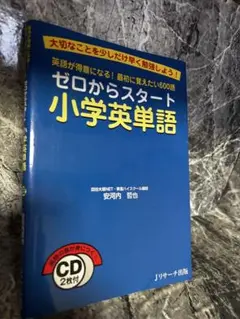 大切なことを少しだけ早く勉強しよう！
英語が得意になる！最初に覚えたい600語
ゼロからスタート
小学英単語
安河内 哲也
CD
2枚付
Jリサーチ出版